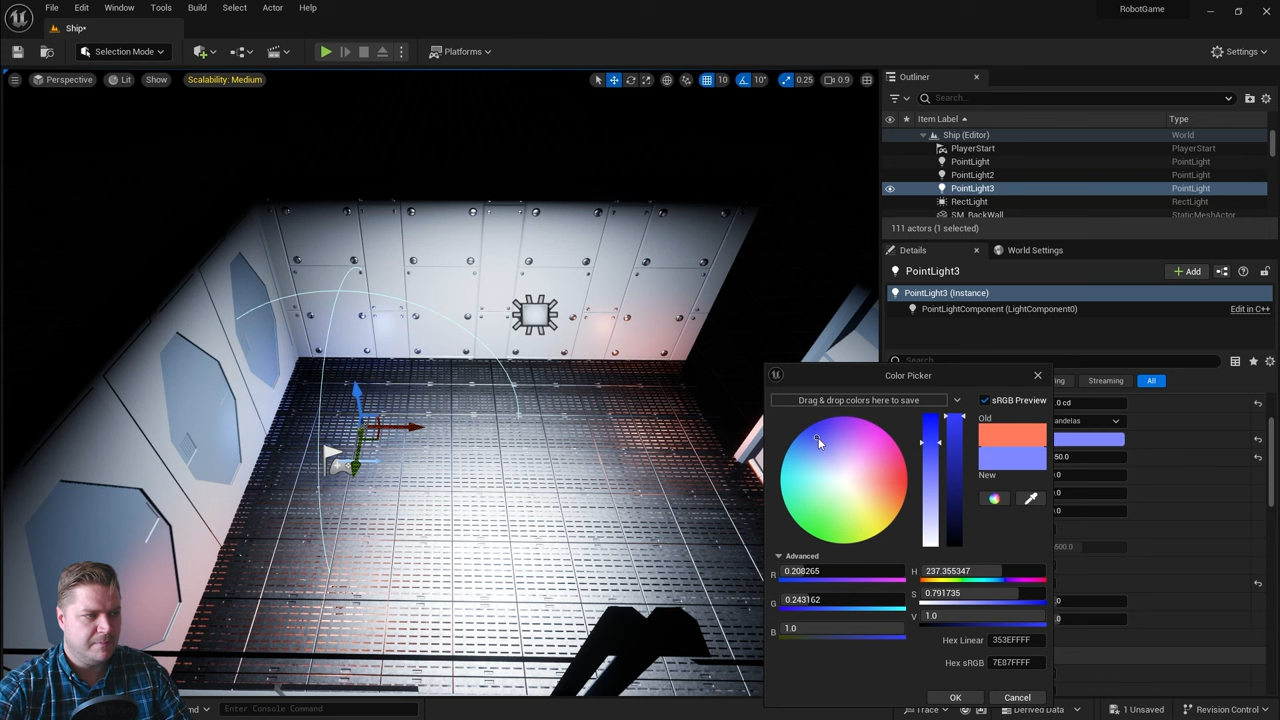 File Edit Window Tools Build Select Actor Help
RobotGame
Ship*
Selection Mode
Platforms
Settings
Perspective Lit Show Scalability: Medium
10 10° 0.25 0.9
Outliner
Search...
Item Label Type
Ship (Editor) World
PlayerStart PlayerStart
PointLight PointLight
PointLight2 PointLight
PointLight3 PointLight
RectLight RectLight
SM_BackWall StaticMeshActor
111 actors (1 selected)
Details World Settings
PointLight3
Add
PointLight3 (Instance)
PointLightComponent (LightComponent0) Edit in C++
Search
Color Picker
Streaming All
Drag & drop colors here to save sRGB Preview
Old
New
Advanced
H 237.355347
0.243162 S 0.791735
B 1.0 V 1.0
Hex Linear 353EFFFF
Hex sRGB 7E87FFFF
OK Cancel
Enter Console Command
Trace Derived Data 1 Unsaved Revision Control